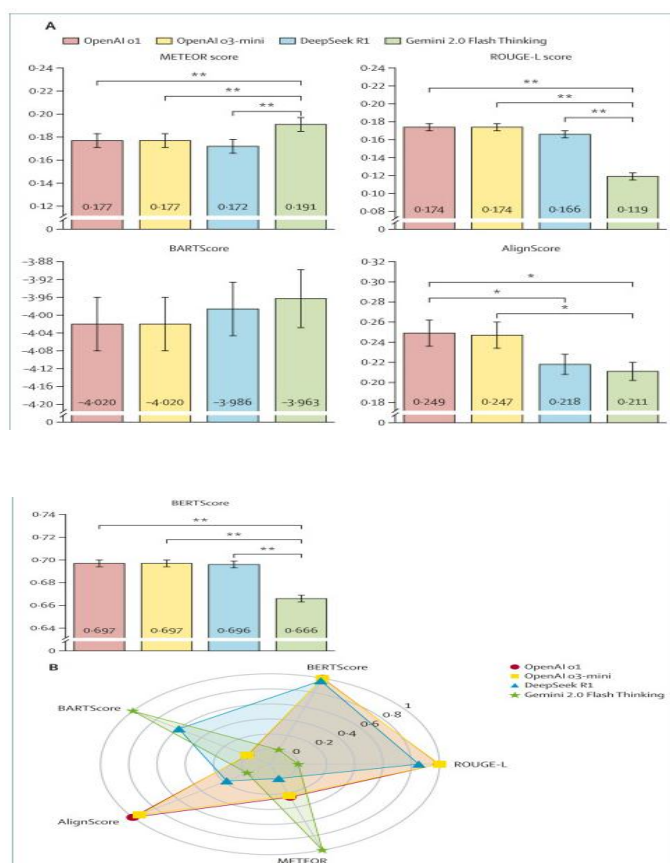 A
OpenAI o1 OpenAI o3-mini DeepSeek R1 Gemini 2.0 Flash Thinking
METEOR score
0·24
0·22
0·20
0·18
0·16
0·14
0·12
0
**
**
**
0·177 0·177 0·172 0·191
ROUGE-L score
0·24
0·22
0·20
0·18
0·16
0·14
0·12
0·10
0·08
0
**
**
**
0·174 0·174 0·166 0·119
BARTScore
–3·88
–3·92
–3·96
–4·00
–4·04
–4·08
–4·12
–4·16
–4·20
0
–4·020 –4·020 –3·986 –3·963
AlignScore
0·32
0·30
0·28
0·26
0·24
0·22
0·20
0·18
0
*
*
*
0·249 0·247 0·218 0·211
BERTScore
0·74
0·72
0·70
0·68
0·66
0·64
0
**
**
**
0·697 0·697 0·696 0·666
B
OpenAI o1
OpenAI o3-mini
DeepSeek R1
Gemini 2.0 Flash Thinking
BERTScore
BARTScore
1
0·8
0·6
0·4
0·2
0
ROUGE-L
AlignScore
METEOR